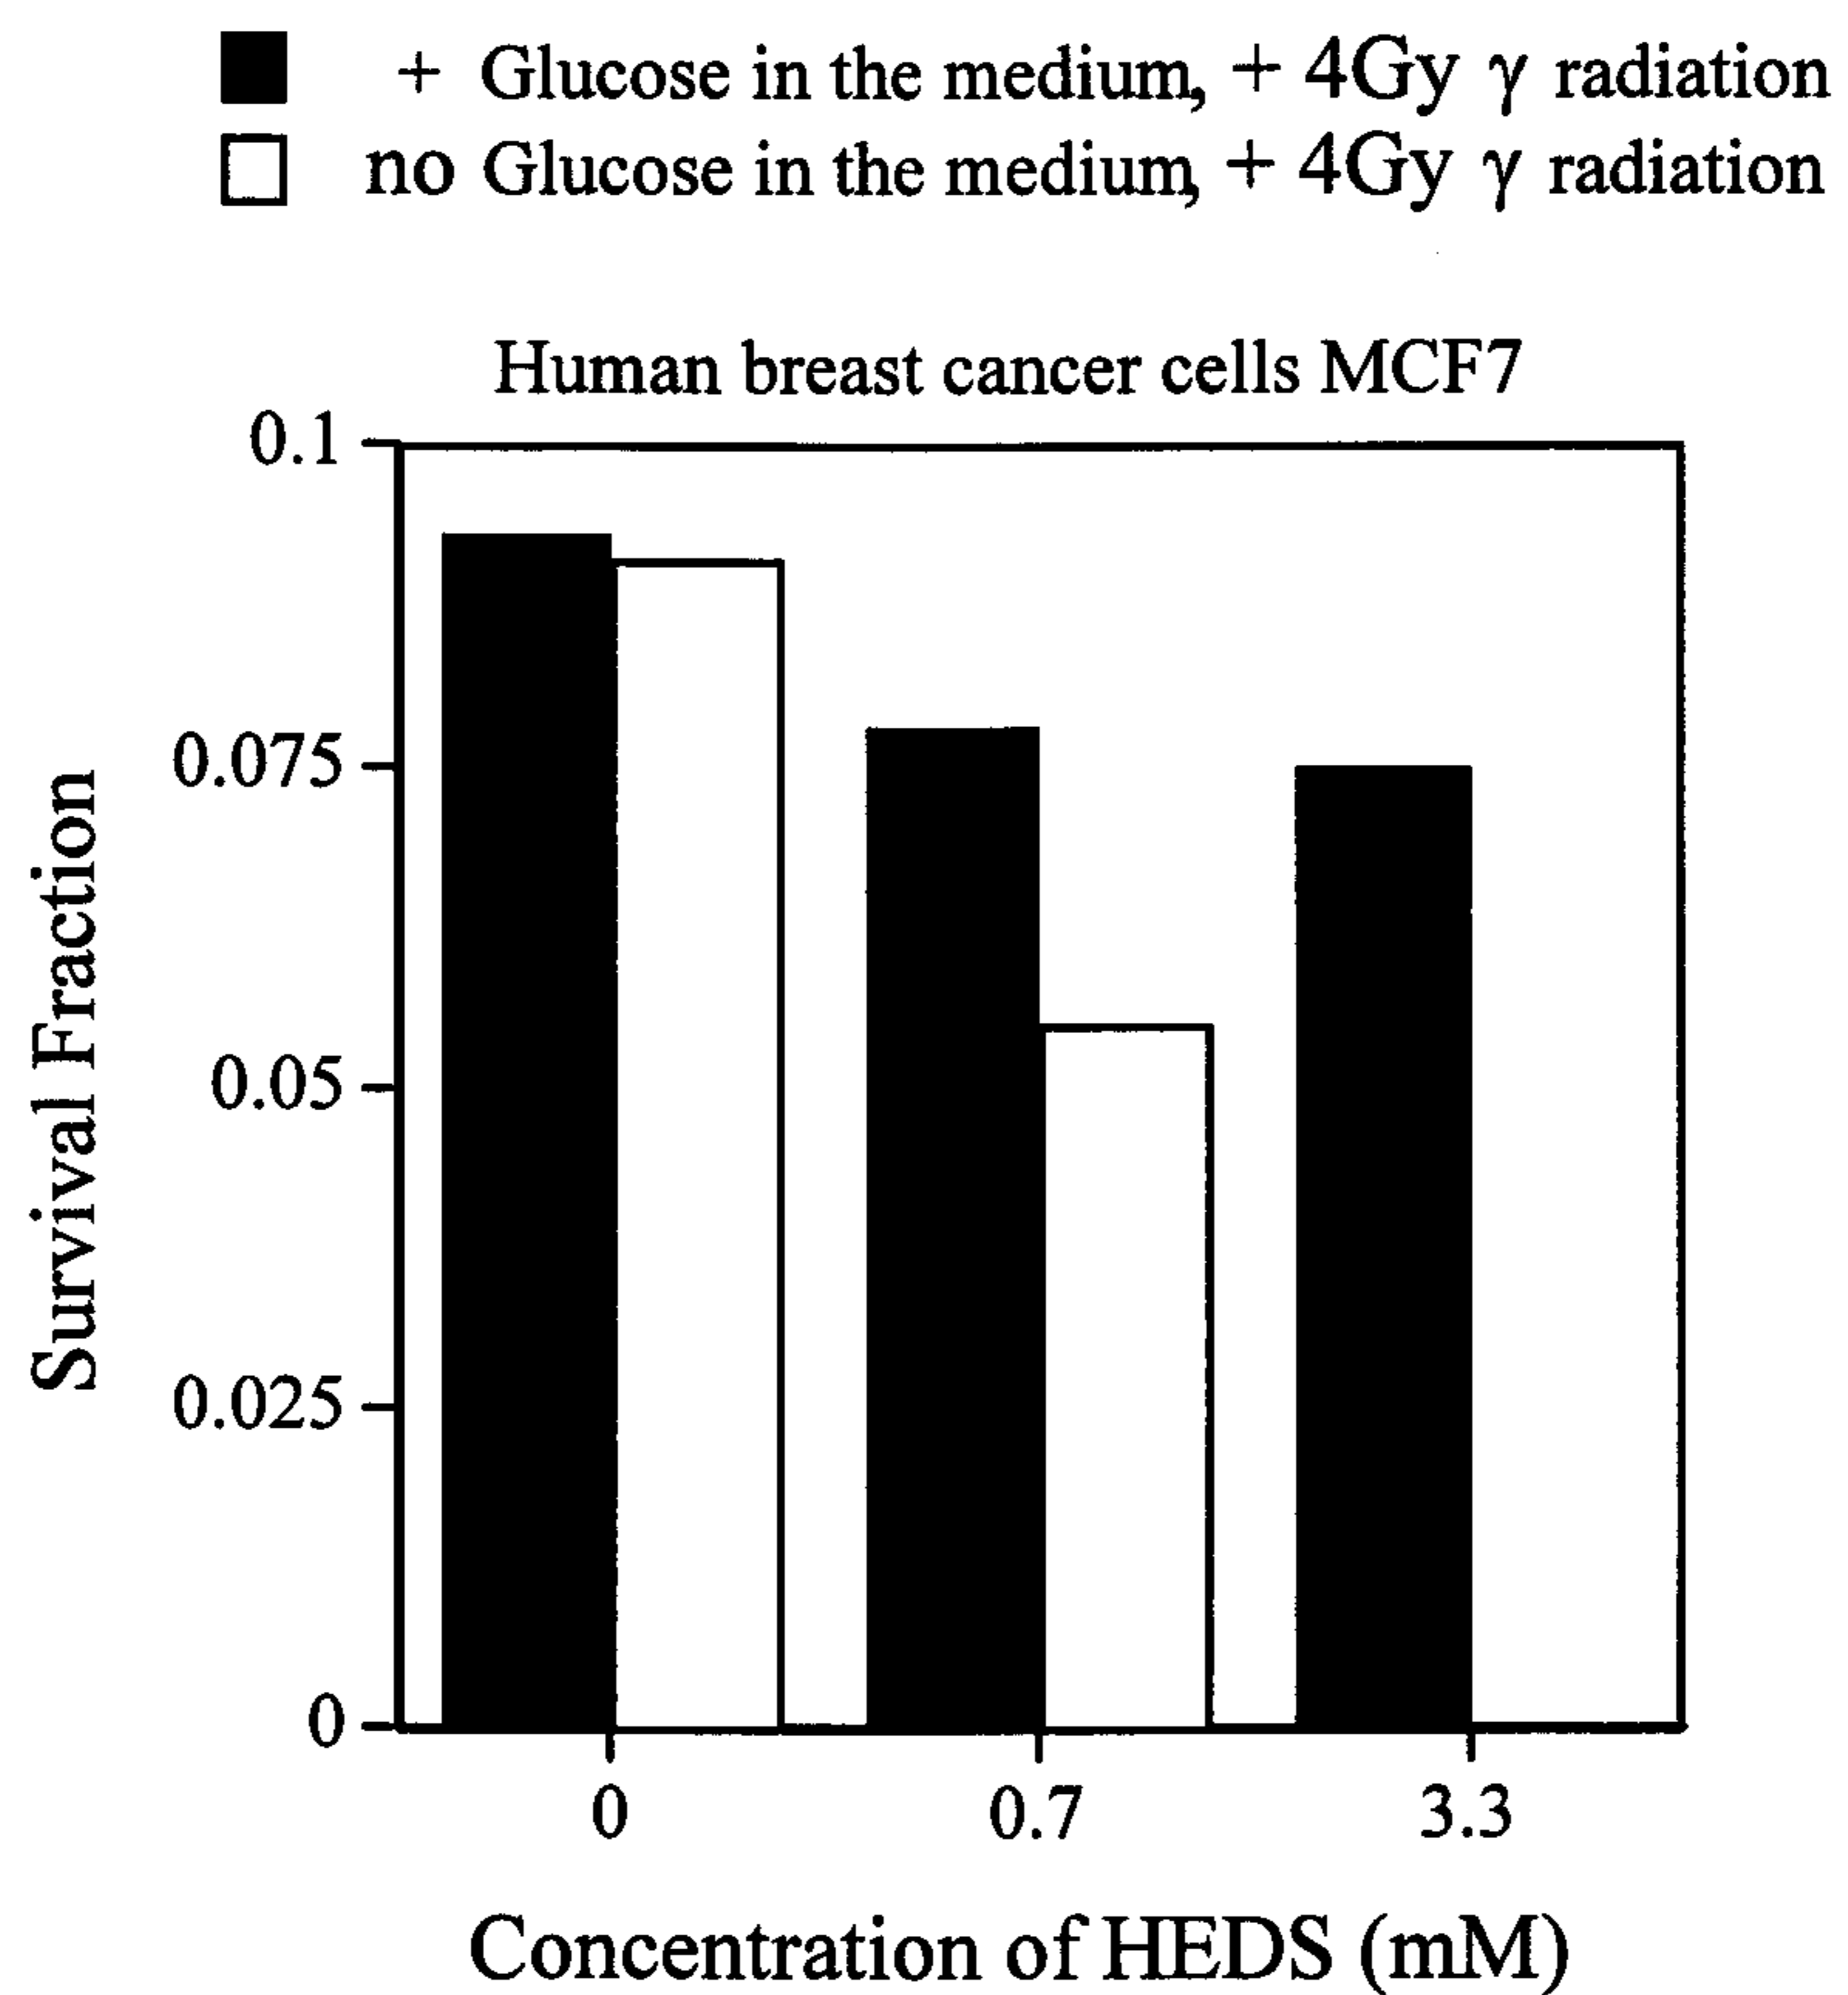 + Glucose in the medium, + 4Gy γ radiation
no Glucose in the medium, + 4Gy γ radiation
Human breast cancer cells MCF7
0.1
0.075
0.05
0.025
0
Survival Fraction
0 0.7 3.3
Concentration of HEDS (mM)